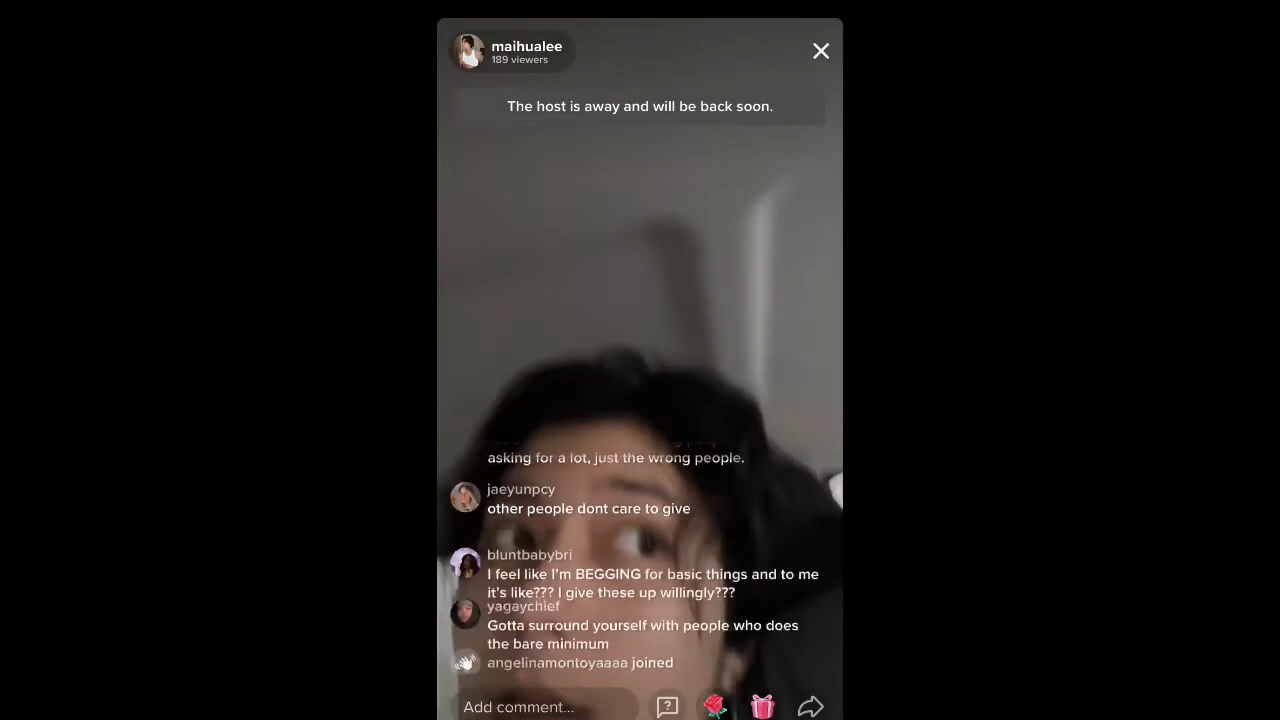 maihualee
189 viewers
The host is away and will be back soon.
asking for a lot, just the wrong people.
jaeyunpcy
other people dont care to give
bluntbabybri
I feel like I'm BEGGING for basic things and to me
it's like??? I give these up willingly???
yagaychief
Gotta surround yourself with people who does
the bare minimum
angelinamontoyaaaa joined
Add comment...